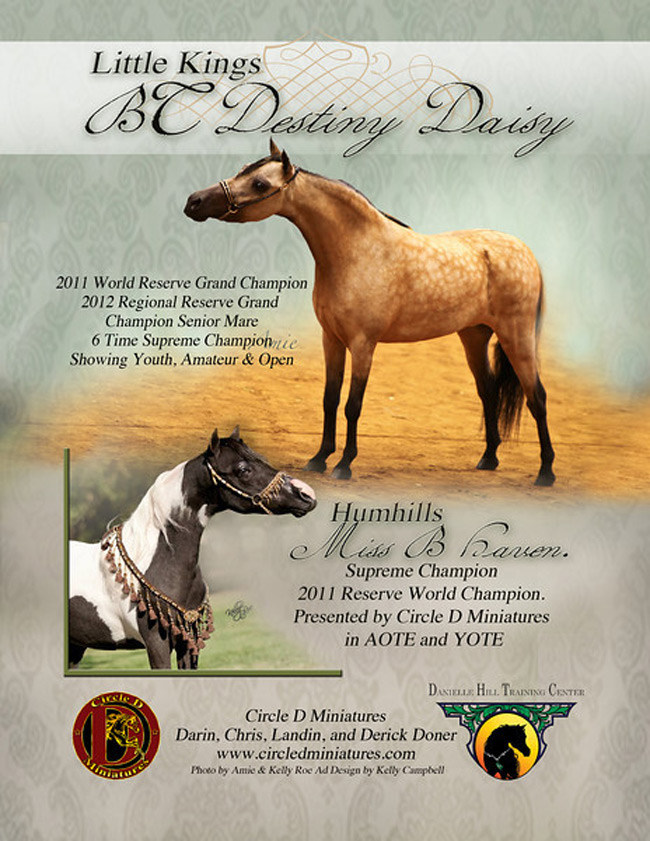 Little Kings
BT Destiny Daisy
2011 World Reserve Grand Champion
2012 Regional Reserve Grand
Champion Senior Mare
6 Time Supreme Champion
Showing Youth, Amateur & Open
Humhills
Miss B Haven.
Supreme Champion
2011 Reserve World Champion.
Presented by Circle D Miniatures
in AOTE and YOTE
DANIELLE HILL TRAINING CENTER
Circle D
D
Miniatures
Circle D Miniatures
Darin, Chris, Landin, and Derick Doner
www.circledminiatures.com
Photo by Amie & Kelly Roe Ad Design by Kelly Campbell